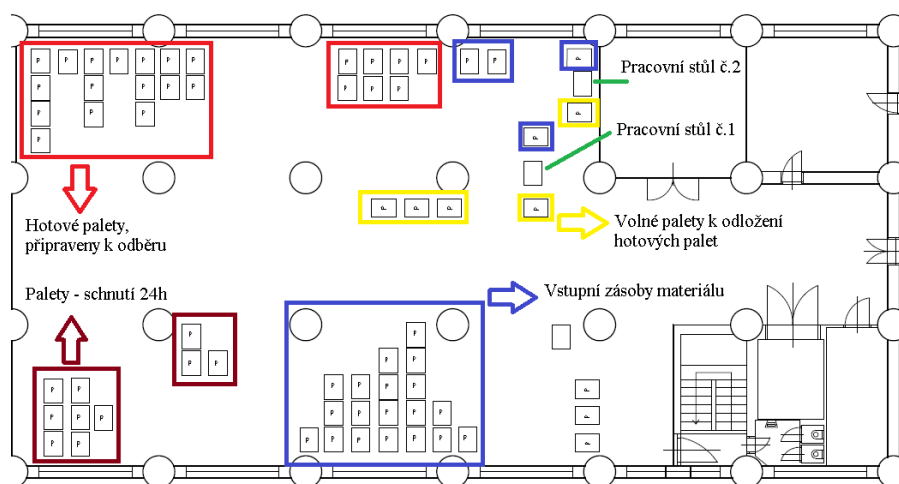 P P P P P P P
P P P P P
P P P
P
P P P P
P P P
P P
P
Pracovní stůl č.2
P
Pracovní stůl č.1
P
P P P
P
Hotové palety,
připraveny k odběru
Volné palety k odložení
hotových palet
Palety - schnutí 24h
Vstupní zásoby materiálu
P
P P
P P
P P P
P P
P
P P
P P P P
P P P P P
P P P P P P P
P
P
P